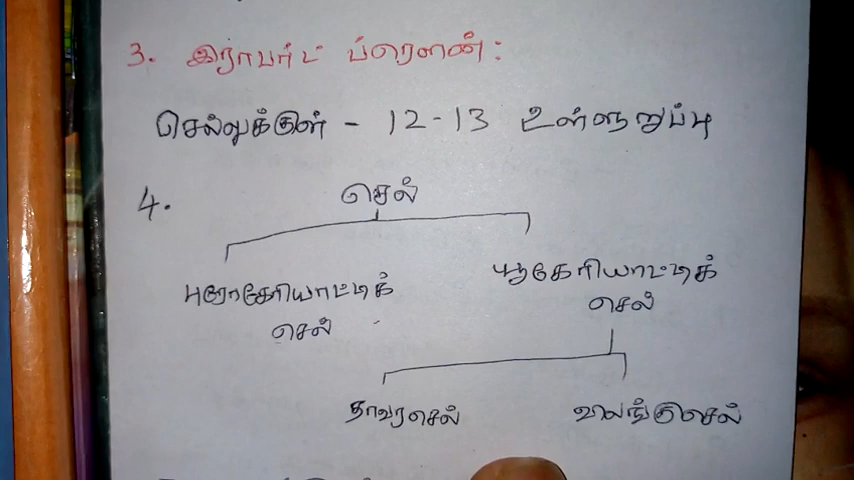 3. இராபர்ட் ப்ரௌண்:
செல்லுக்குள் - 12-13 உள்ளுறுப்பு
4. செல்
புரோகேரியாட்டிக் யூகேரியாட்டிக்
செல் செல்
தாவரசெல் விலங்குசெல்